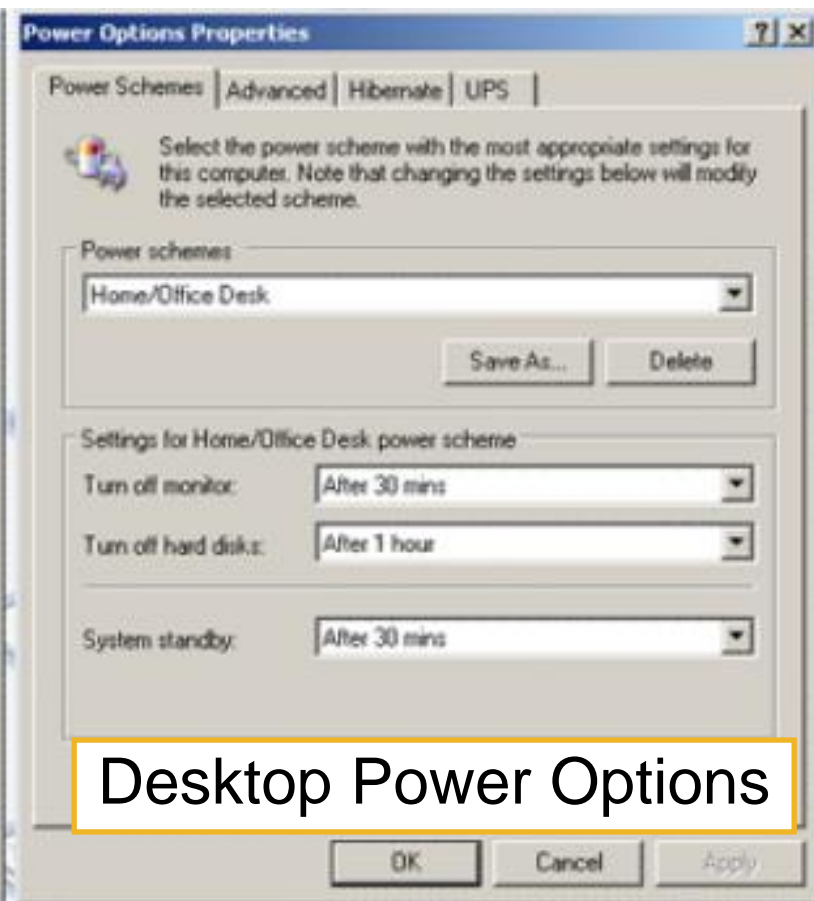 Power Options Properties
Power Schemes Advanced Hibernate UPS
Select the power scheme with the most appropriate settings for
this computer. Note that changing the settings below will modify
the selected scheme.
Power schemes
Home/Office Desk
Save As... Delete
Settings for Home/Office Desk power scheme
Turn off monitor: After 30 mins
Turn off hard disks: After 1 hour
System standby: After 30 mins
Desktop Power Options
OK Cancel Apply